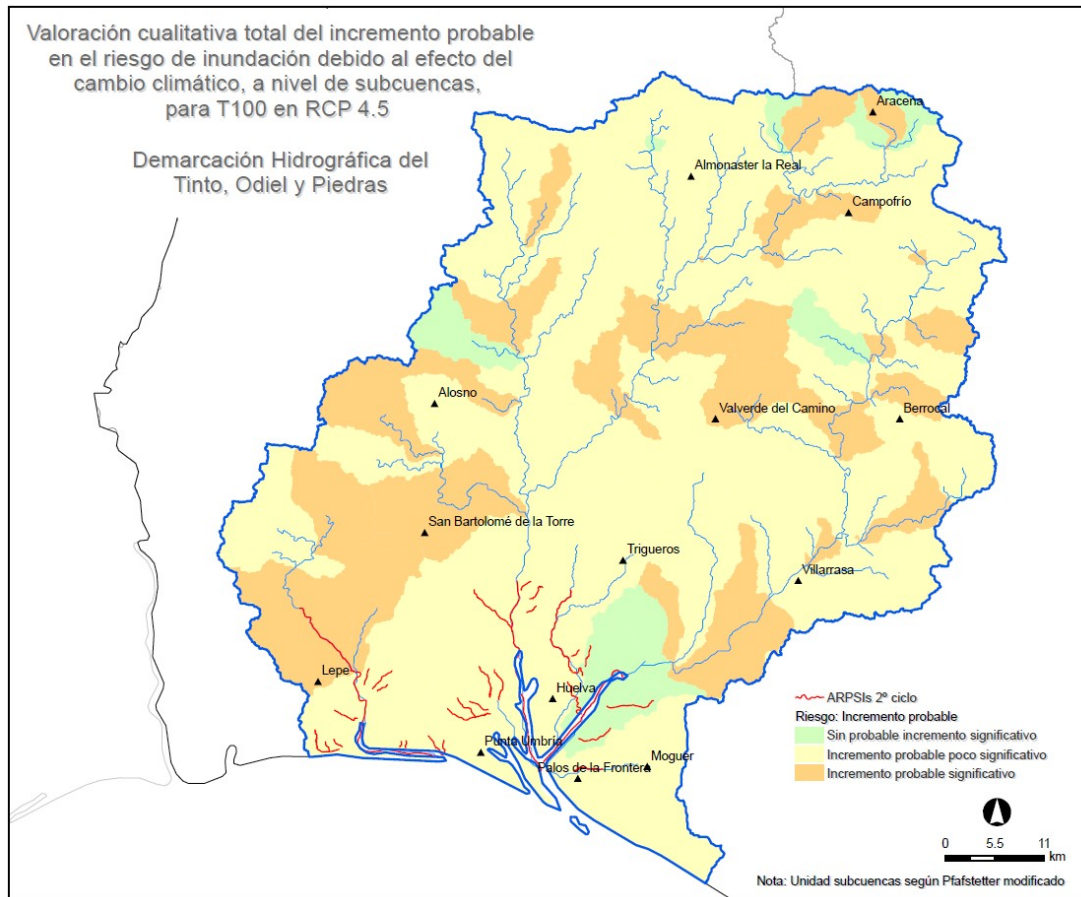 Valoración cualitativa total del incremento probable
en el riesgo de inundación debido al efecto del
cambio climático, a nivel de subcuencas,
para T100 en RCP 4.5
Demarcación Hidrográfica del
Tinto, Odiel y Piedras
Aracena
Almonaster la Real
Campofrío
Alosno
Valverde del Camino
Berrocal
San Bartolomé de la Torre
Trigueros
Villarrasa
Lepe
Huelva
Punta Umbría
Moguer
Palos de la Frontera
ARPSIs 2º ciclo
Riesgo: Incremento probable
Sin probable incremento significativo
Incremento probable poco significativo
Incremento probable significativo
0 5.5 11
km
Nota: Unidad subcuencas según Pfafstetter modificado